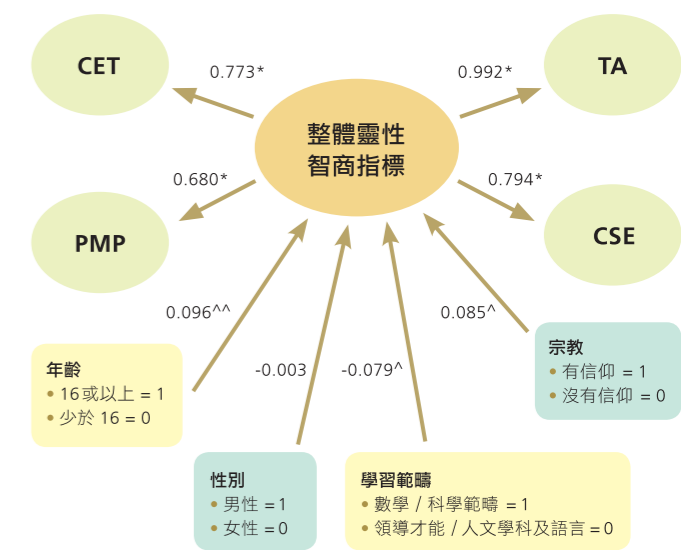 CET
0.773*
0.992*
TA
整體靈性
智商指標
0.680*
0.794*
PMP
CSE
0.096^^
-0.003
-0.079^
0.085^
年齡
• 16或以上 = 1
• 少於 16 = 0
宗教
• 有信仰 = 1
• 沒有信仰 = 0
性別
• 男性 = 1
• 女性 = 0
學習範疇
• 數學 / 科學範疇 = 1
• 領導才能 / 人文學科及語言 = 0